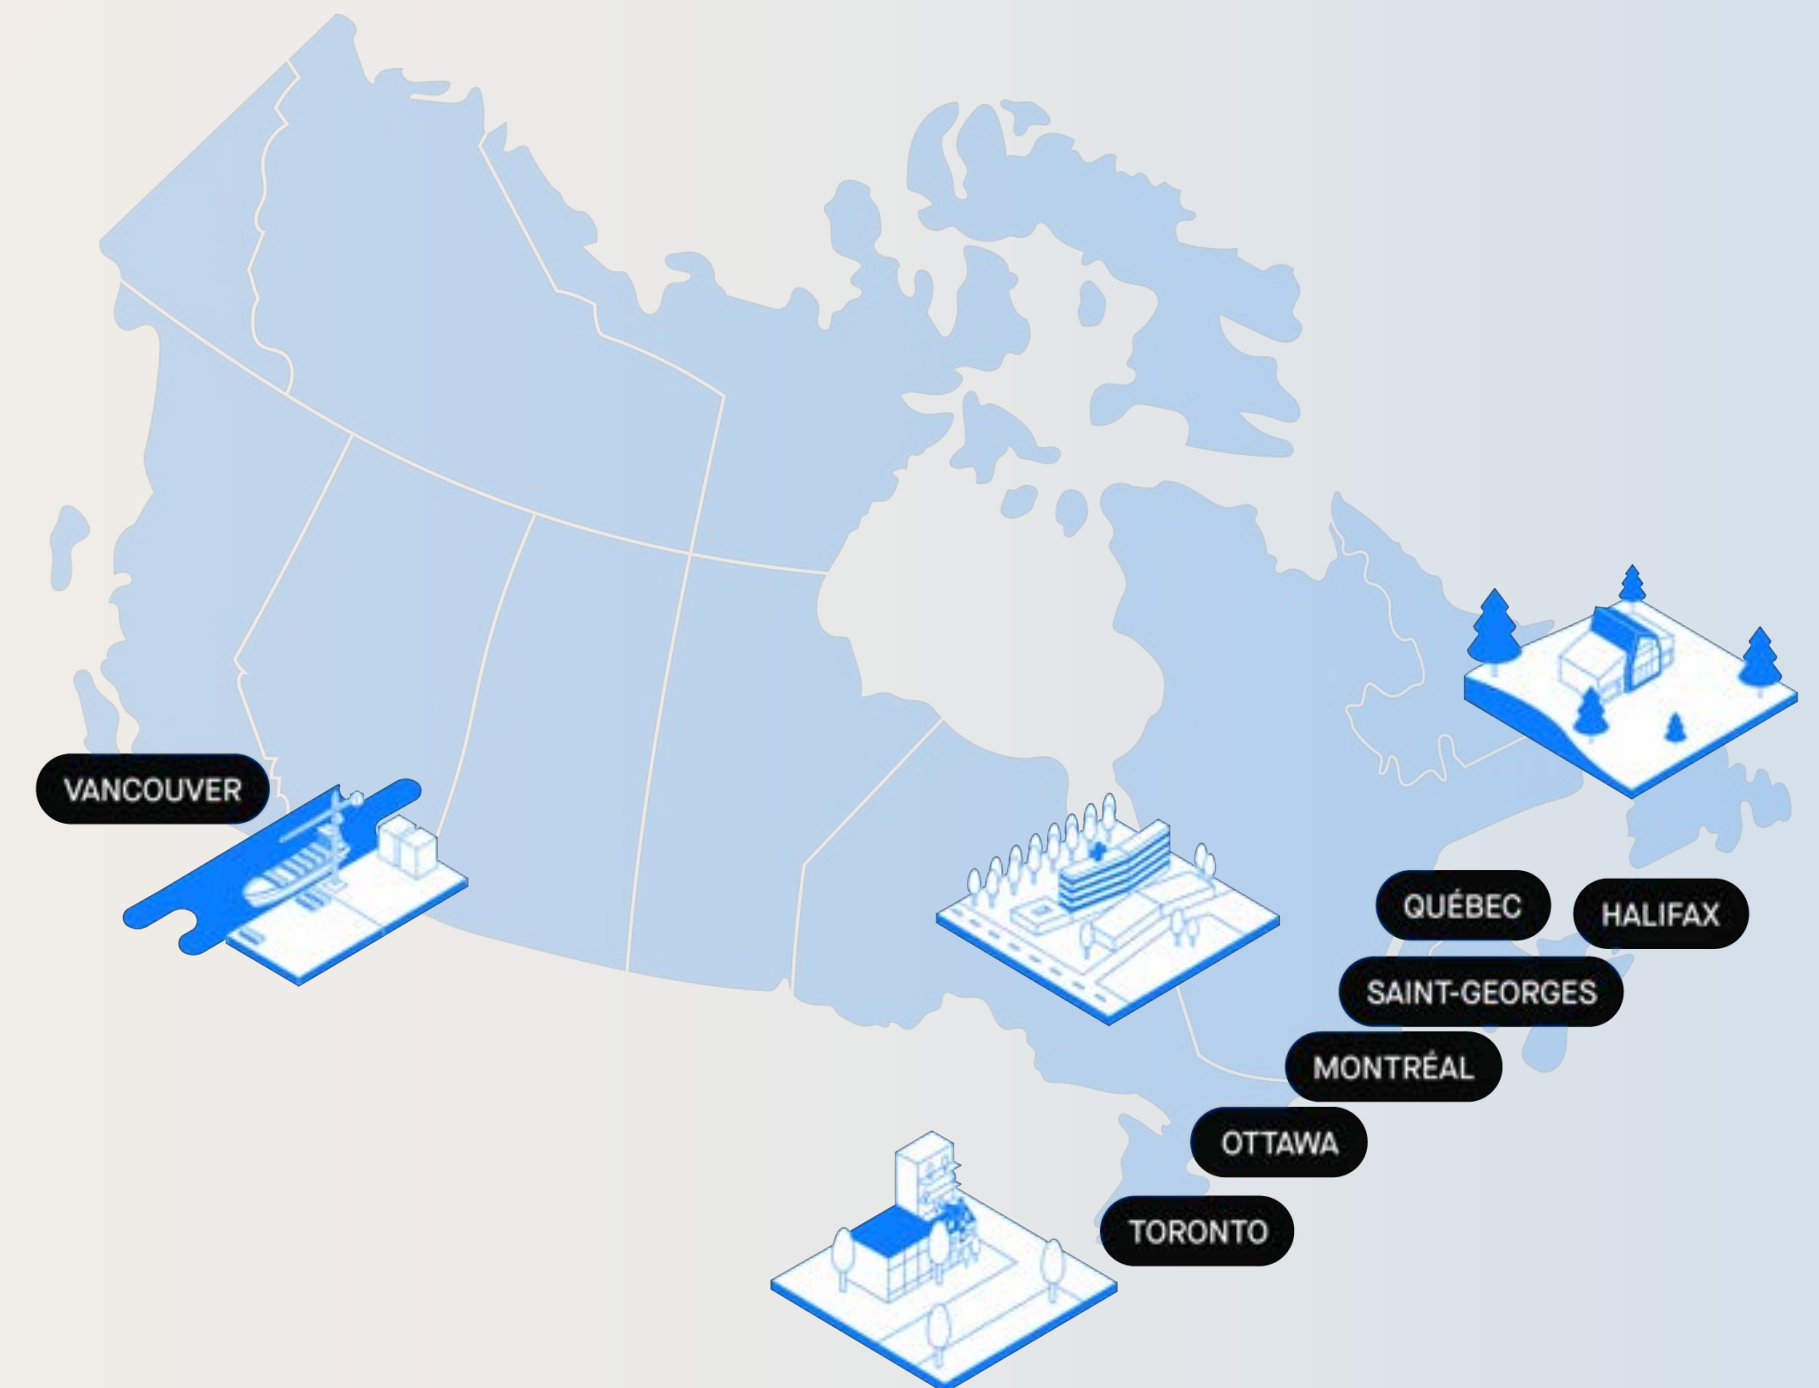 VANCOUVER
QUÉBEC
HALIFAX
SAINT-GEORGES
MONTRÉAL
OTTAWA
TORONTO